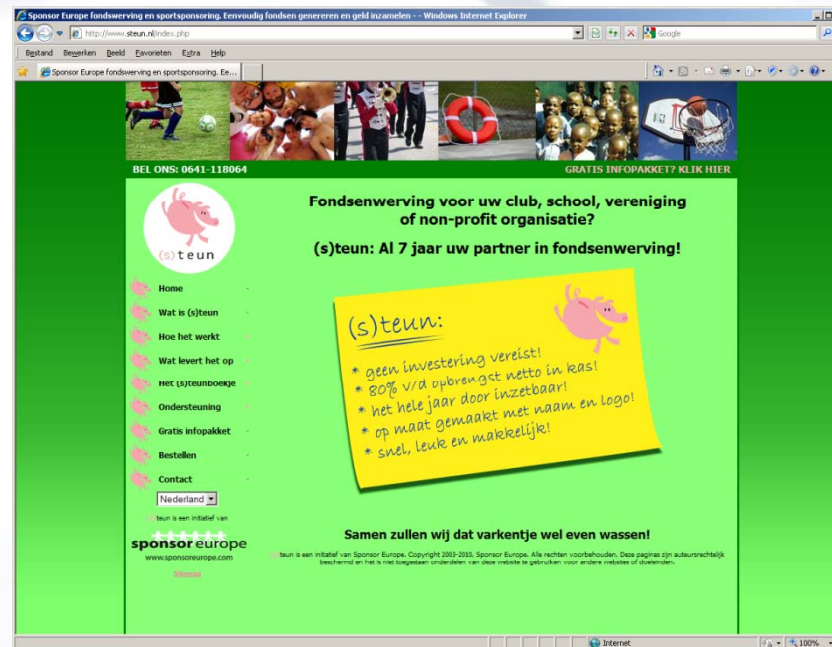 Sponsor Europe fondswerving en sportsponsoring. Eenvoudig fondsen genereren en geld inzamelen - - Windows Internet Explorer
http://www.steun.nl/index.php
Google
Bestand Bewerken Beeld Favorieten Extra Help
Sponsor Europe fondswerving en sportsponsoring. Ee...
BEL ONS: 0641-118064
GRATIS INFOPAKKET? KLIK HIER
(s)teun
Home
Wat is (s)teun
Hoe het werkt
Wat levert het op
Het (s)teunboekje
Ondersteuning
Gratis infopakket
Bestellen
Contact
Nederland
(s)teun is een initiatief van
sponsor europe
www.sponsoreurope.com
Sitemap
Fondsenwerving voor uw club, school, vereniging
of non-profit organisatie?
(s)teun: Al 7 jaar uw partner in fondsenwerving!
(s)teun:
* geen investering vereist!
* 80% v/d opbrengst netto in kas!
* het hele jaar door inzetbaar!
* op maat gemaakt met naam en logo!
* snel, leuk en makkelijk!
Samen zullen wij dat varkentje wel even wassen!
(s)teun is een initiatief van Sponsor Europe. Copyright 2003-2010, Sponsor Europe. Alle rechten voorbehouden. Deze paginas zijn auteursrechtelijk
beschermd en het is niet toegestaan onderdelen van deze website te gebruiken voor andere websites of doeleinden.
Internet
100%